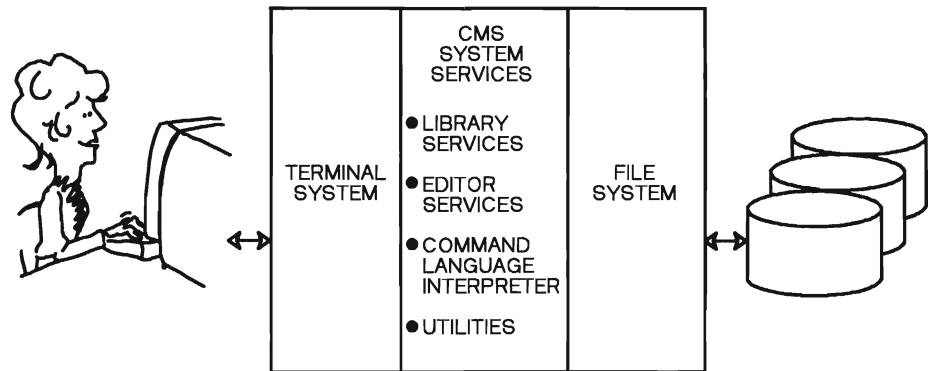 TERMINAL
SYSTEM
CMS
SYSTEM
SERVICES
● LIBRARY
SERVICES
● EDITOR
SERVICES
● COMMAND
LANGUAGE
INTERPRETER
● UTILITIES
FILE
SYSTEM